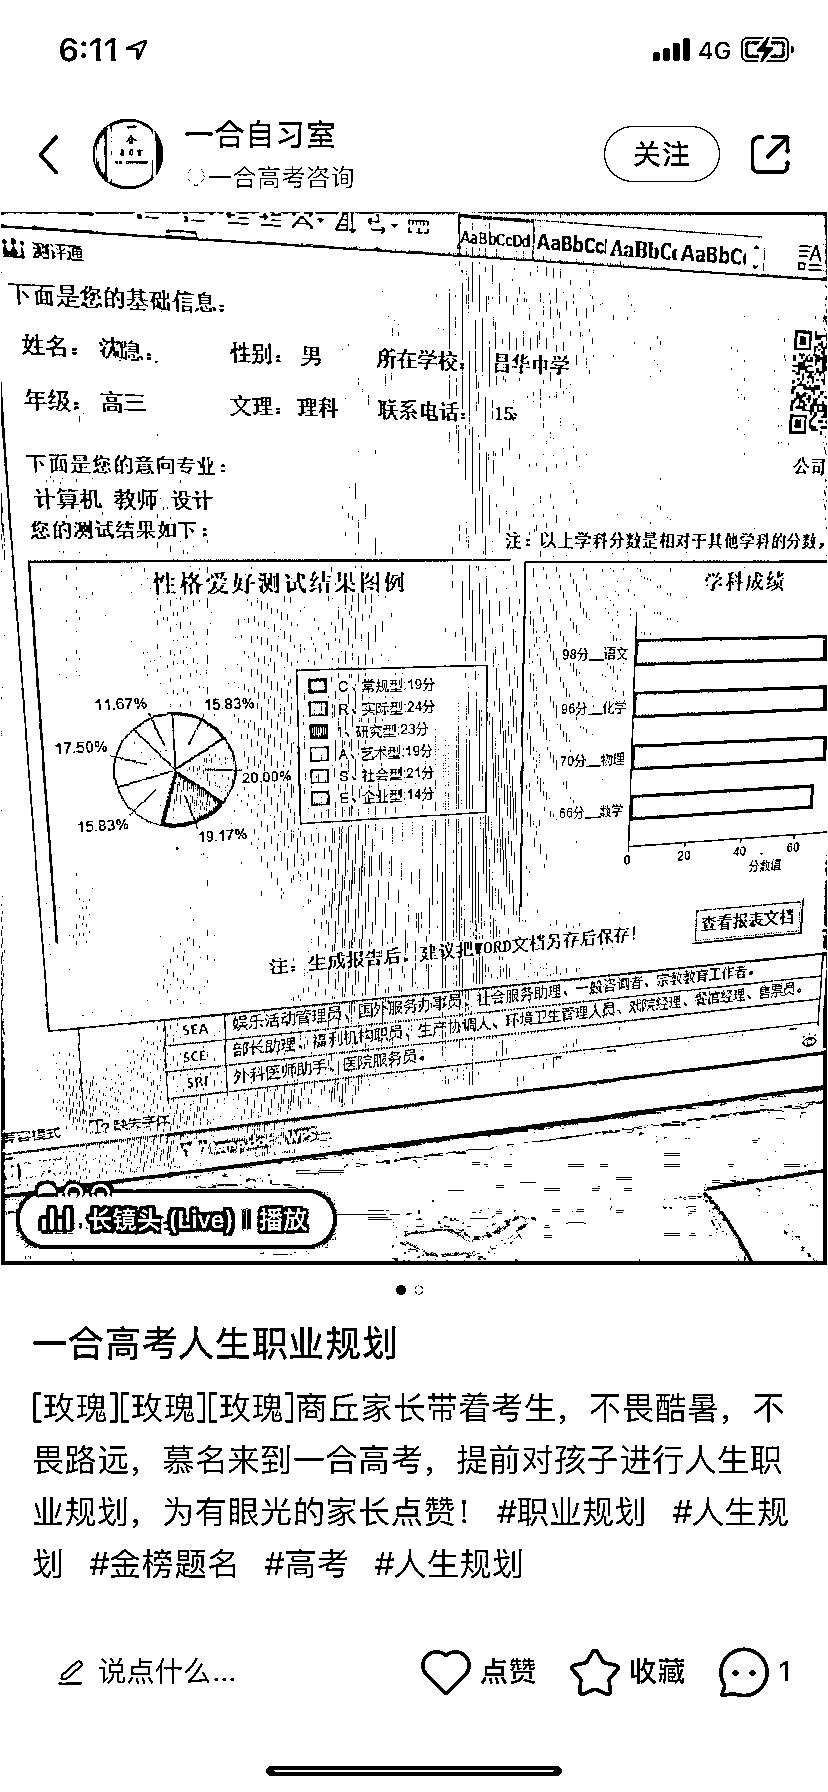 6:11
4G
一合自习室
一合高考咨询
关注
AaBbCcDd AaBbCcI AaBbCc AaBbC
测评通
下面是您的基础信息：
姓名： 性别： 男 所在学校： 昌华中学
年级： 高三 文理： 理科 联系电话： 15
下面是您的意向专业：
公司
计算机 教师 设计
您的测试结果如下：
注：以上学科分数是相对于其他学科的分数，
性格爱好测试结果图例
学科成绩
11.67%
15.83%
17.50%
20.00%
15.83%
19.17%
C、常规型:19分
R、实际型:24分
I、研究型:23分
A、艺术型:19分
S、社会型:21分
E、企业型:14分
98分__语文
96分__化学
70分__物理
66分__数学
0 20 40 60
分数值
查看报表文档
注：生成报告后，建议把WORD文档另存后保存！
SEA 娱乐活动管理员、国外服务办事员、社会服务助理、一般咨询者、宗教教育工作者。
SCE 部长助理、福利机构职员、生产协调人、环境卫生管理人员、戏院经理、餐馆经理、售票员。
SRI 外科医师助手、医院服务员。
长镜头 (Live) 播放
一合高考人生职业规划
[玫瑰][玫瑰][玫瑰]商丘家长带着考生，不畏酷暑，不
畏路远，慕名来到一合高考，提前对孩子进行人生职
业规划，为有眼光的家长点赞！ #职业规划 #人生规
划 #金榜题名 #高考 #人生规划
说点什么...
点赞
收藏
1